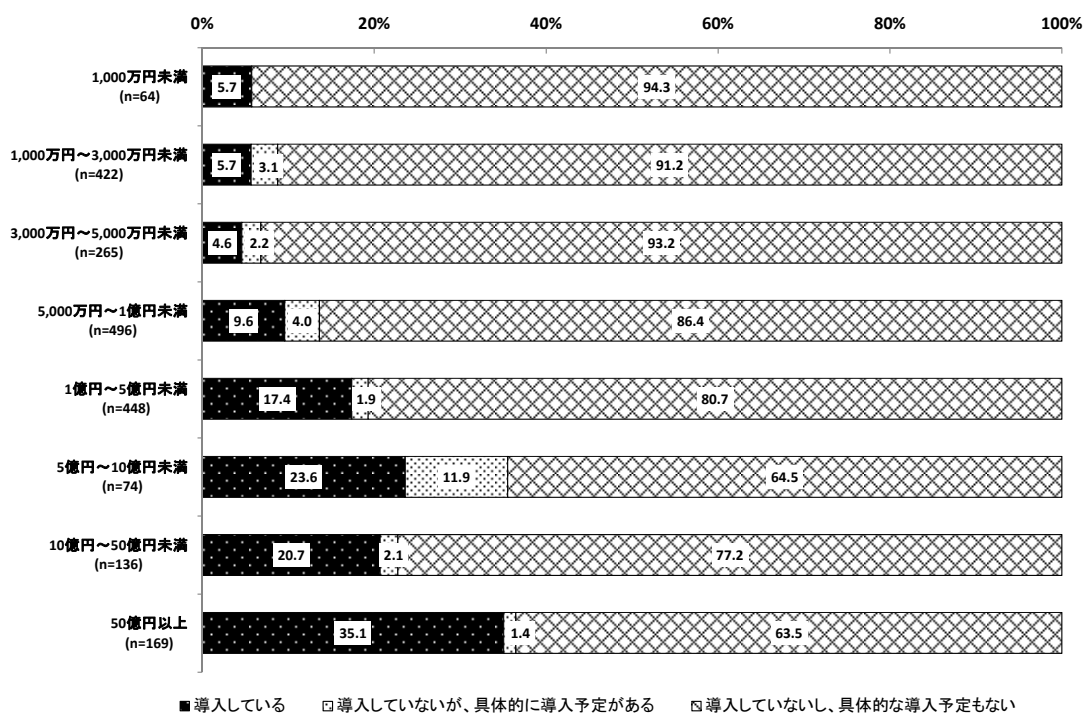 0% 20% 40% 60% 80% 100%
1,000万円未満
(n=64)
5.7 94.3
1,000万円～3,000万円未満
(n=422)
5.7 3.1 91.2
3,000万円～5,000万円未満
(n=265)
4.6 2.2 93.2
5,000万円～1億円未満
(n=496)
9.6 4.0 86.4
1億円～5億円未満
(n=448)
17.4 1.9 80.7
5億円～10億円未満
(n=74)
23.6 11.9 64.5
10億円～50億円未満
(n=136)
20.7 2.1 77.2
50億円以上
(n=169)
35.1 1.4 63.5
導入している 導入していないが、具体的に導入予定がある 導入していないし、具体的な導入予定もない